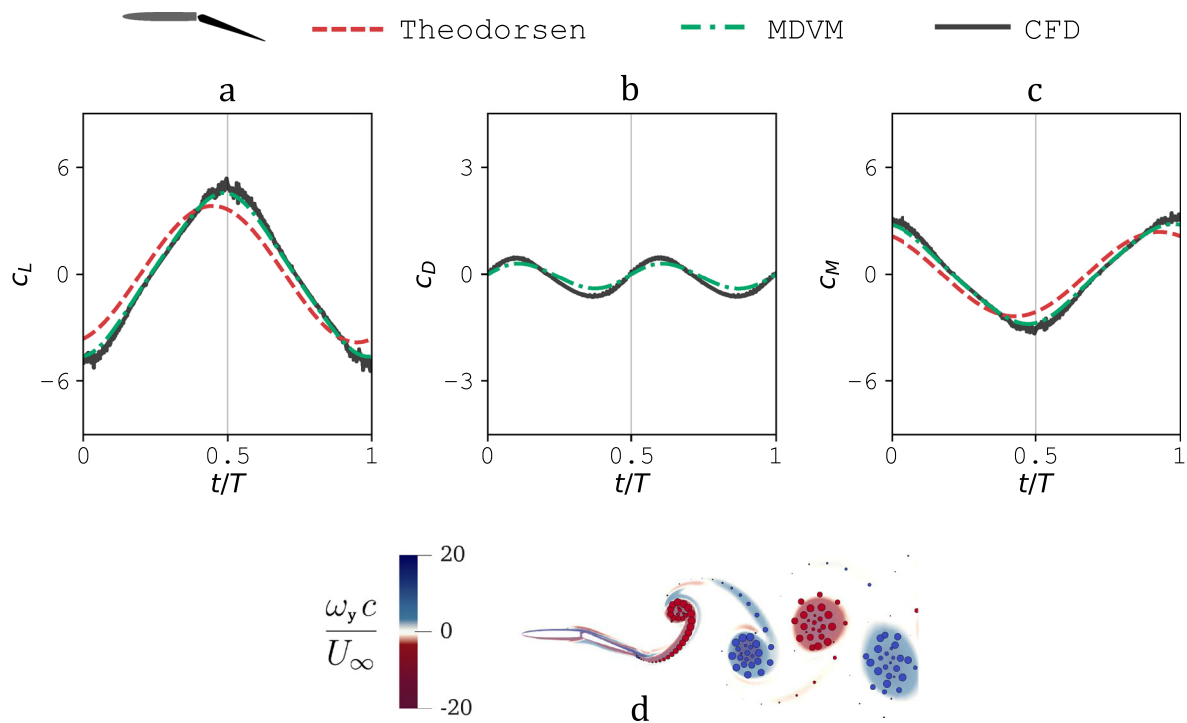 Theodorsen MDVM CFD
a b c
6 3 6
c_L 0 c_D 0 c_M 0
−6 −3 −6
0 0.5 1 0 0.5 1 0 0.5 1
t/T t/T t/T
20
ω_y c
0
U_∞
-20
d